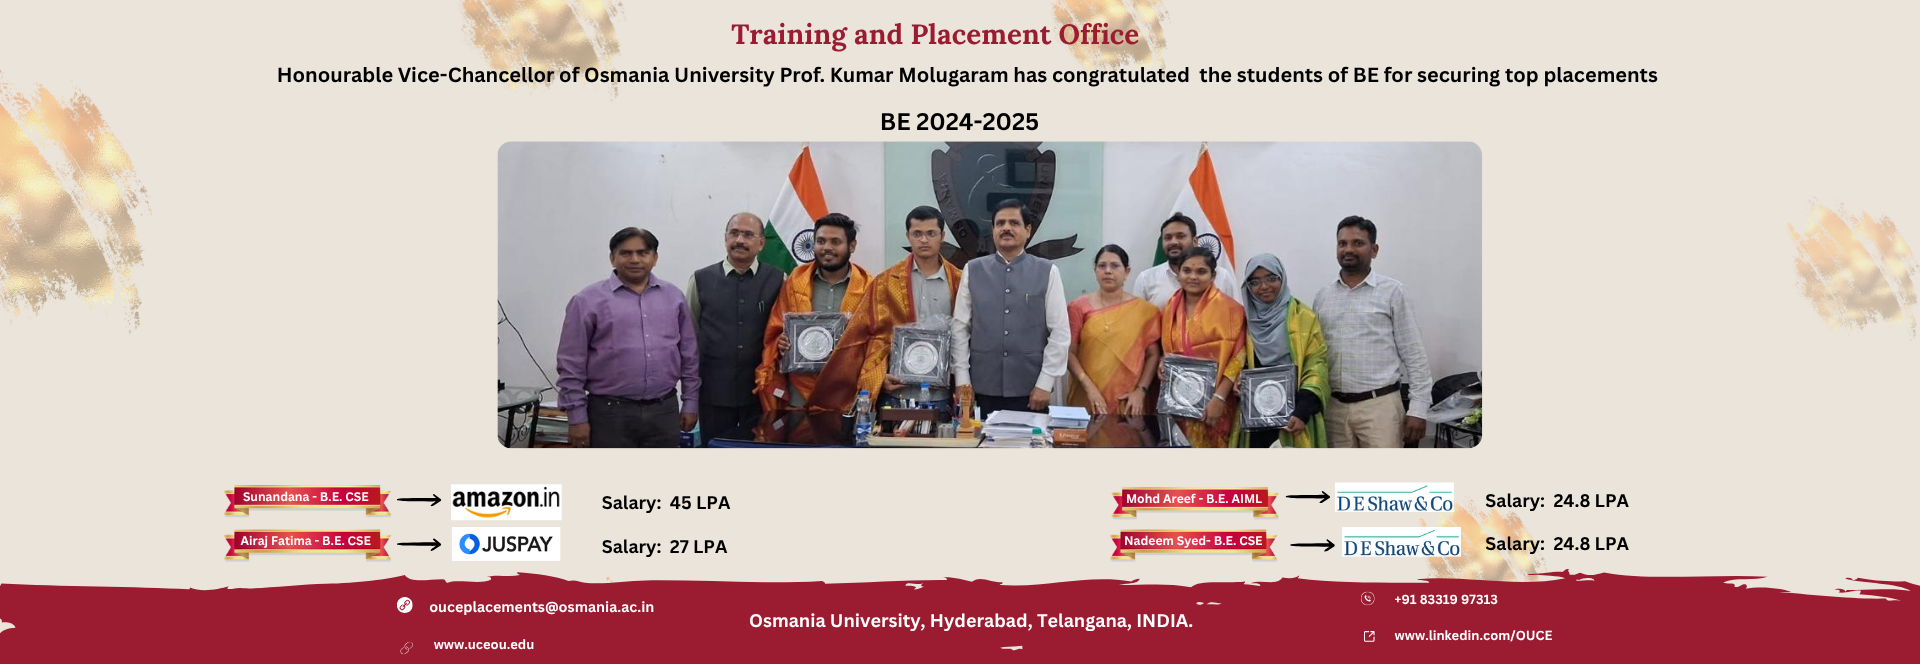 Training and Placement Office
Honourable Vice-Chancellor of Osmania University Prof. Kumar Molugaram has congratulated the students of BE for securing top placements
BE 2024-2025
Sunandana - B.E. CSE amazon.in Salary: 45 LPA
Airaj Fatima - B.E. CSE JUSPAY Salary: 27 LPA
Mohd Areef - B.E. AIML D E Shaw & Co Salary: 24.8 LPA
Nadeem Syed- B.E. CSE D E Shaw & Co Salary: 24.8 LPA
ouceplacements@osmania.ac.in
www.uceou.edu
Osmania University, Hyderabad, Telangana, INDIA.
+91 83319 97313
www.linkedin.com/OUCE